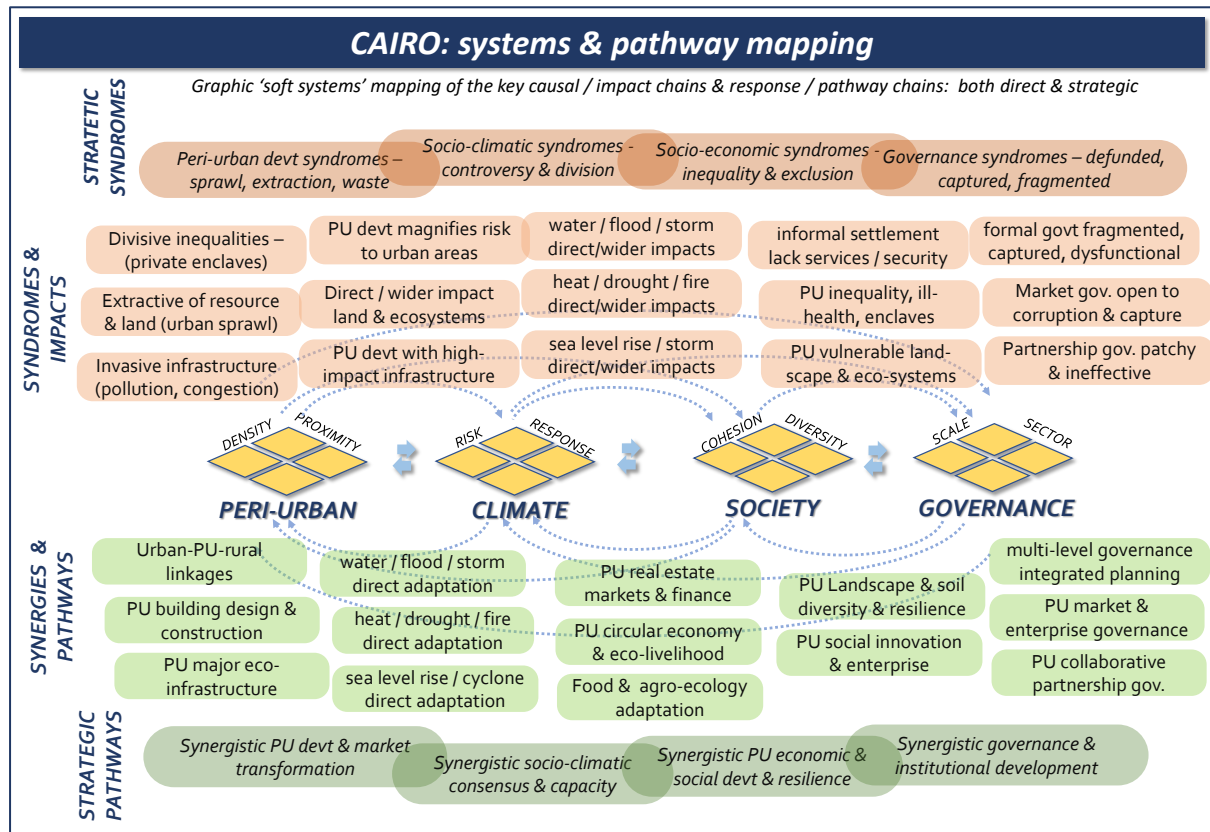 CAIRO: systems & pathway mapping
Graphic ‘soft systems’ mapping of the key causal / impact chains & response / pathway chains: both direct & strategic
STRATETIC
SYNDROMES
Peri-urban devt syndromes –
sprawl, extraction, waste
Socio-climatic syndromes -
controversy & division
Socio-economic syndromes -
inequality & exclusion
Governance syndromes – defunded,
captured, fragmented
SYNDROMES &
IMPACTS
Divisive inequalities –
(private enclaves)
Extractive of resource
& land (urban sprawl)
Invasive infrastructure
(pollution, congestion)
PU devt magnifies risk
to urban areas
Direct / wider impact
land & ecosystems
PU devt with high-
impact infrastructure
water / flood / storm
direct/wider impacts
heat / drought / fire
direct/wider impacts
sea level rise / storm
direct/wider impacts
informal settlement
lack services / security
PU inequality, ill-
health, enclaves
PU vulnerable land-
scape & eco-systems
formal govt fragmented,
captured, dysfunctional
Market gov. open to
corruption & capture
Partnership gov. patchy
& ineffective
DENSITY
PROXIMITY
RISK
RESPONSE
COHESION
DIVERSITY
SCALE
SECTOR
PERI-URBAN
CLIMATE
SOCIETY
GOVERNANCE
SYNERGIES &
PATHWAYS
Urban-PU-rural
linkages
PU building design &
construction
PU major eco-
infrastructure
water / flood / storm
direct adaptation
heat / drought / fire
direct adaptation
sea level rise / cyclone
direct adaptation
PU real estate
markets & finance
PU circular economy
& eco-livelihood
Food & agro-ecology
adaptation
PU Landscape & soil
diversity & resilience
PU social innovation
& enterprise
multi-level governance
integrated planning
PU market &
enterprise governance
PU collaborative
partnership gov.
STRATEGIC
PATHWAYS
Synergistic PU devt & market
transformation
Synergistic socio-climatic
consensus & capacity
Synergistic PU economic &
social devt & resilience
Synergistic governance &
institutional development